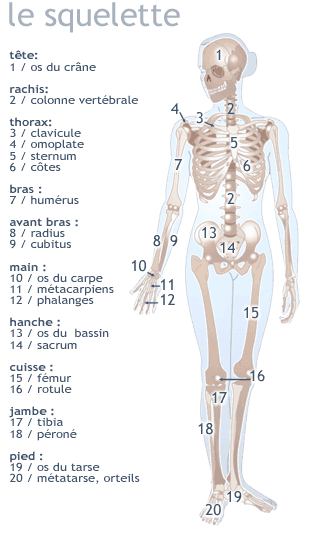 le squelette
tête:
1 / os du crâne
rachis:
2 / colonne vertébrale
thorax:
3 / clavicule
4 / omoplate
5 / sternum
6 / côtes
bras :
7 / humérus
avant bras :
8 / radius
9 / cubitus
main :
10 / os du carpe
11 / métacarpiens
12 / phalanges
hanche :
13 / os du bassin
14 / sacrum
cuisse :
15 / fémur
16 / rotule
jambe :
17 / tibia
18 / péroné
pied :
19 / os du tarse
20 / métatarse, orteils
1
2
4
3
5
7
6
2
8
9
13
14
10
11
12
15
16
17
18
19
20